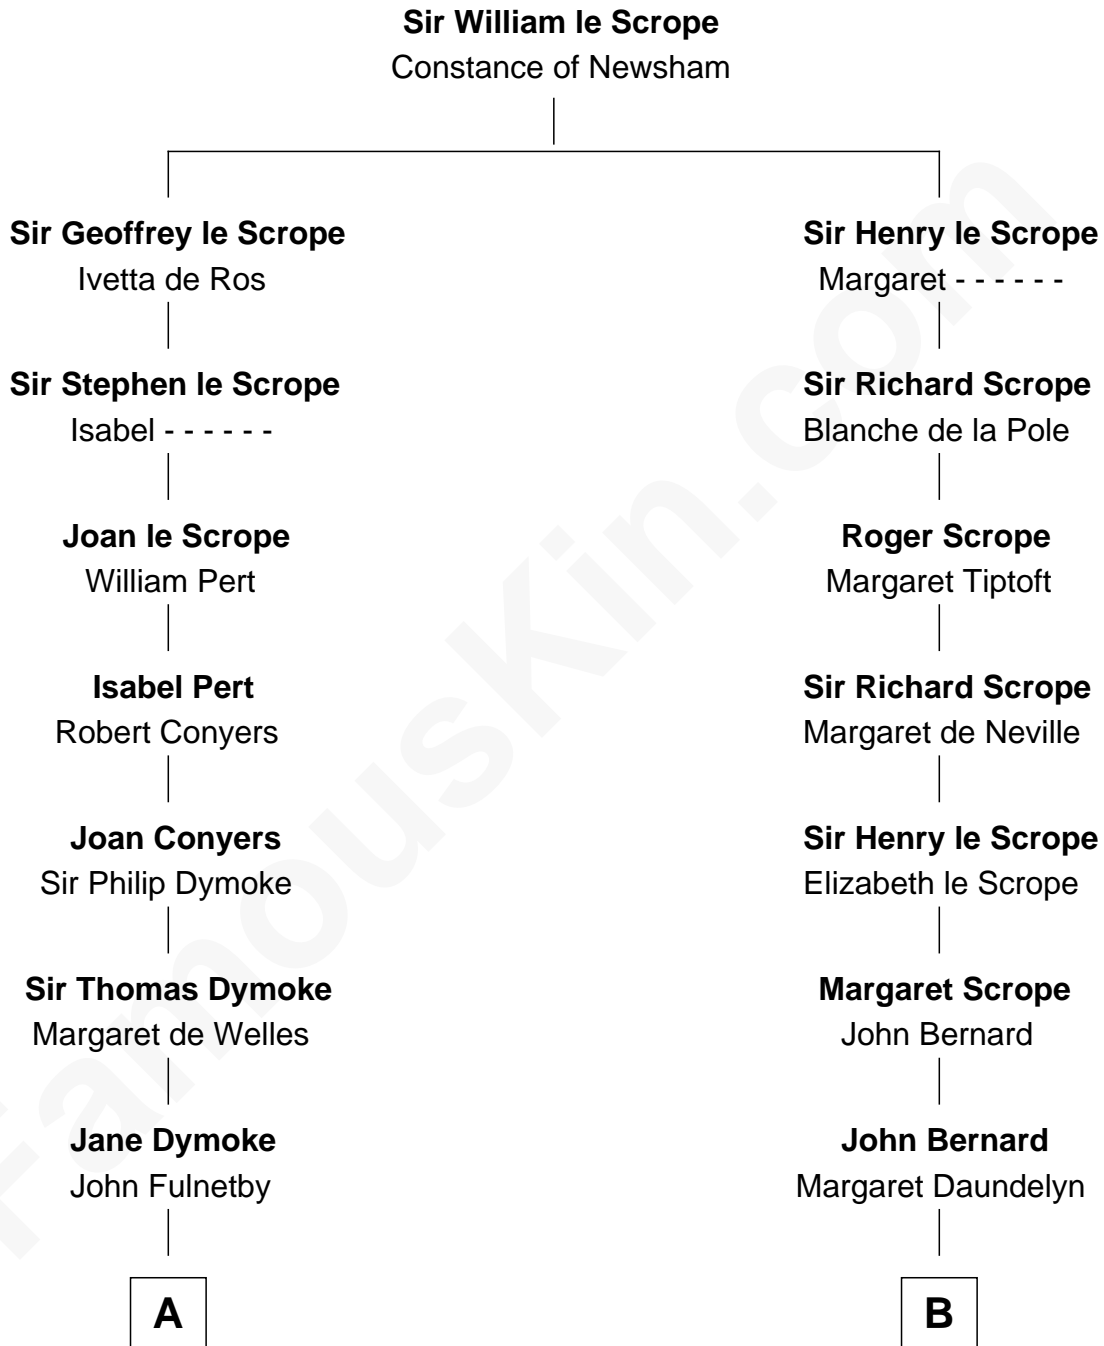 Sir William le Scrope
Constance of Newsham
Sir Geoffrey le Scrope
Ivetta de Ros
Sir Henry le Scrope
Margaret - - - - - -
Sir Stephen le Scrope
Isabel - - - - - -
Sir Richard Scrope
Blanche de la Pole
Joan le Scrope
William Pert
Roger Scrope
Margaret Tiptoft
Isabel Pert
Robert Conyers
Sir Richard Scrope
Margaret de Neville
Joan Conyers
Sir Philip Dymoke
Sir Henry le Scrope
Elizabeth le Scrope
Sir Thomas Dymoke
Margaret de Welles
Margaret Scrope
John Bernard
Jane Dymoke
John Fulnetby
John Bernard
Margaret Daundelyn
A
B
FamousKin.com